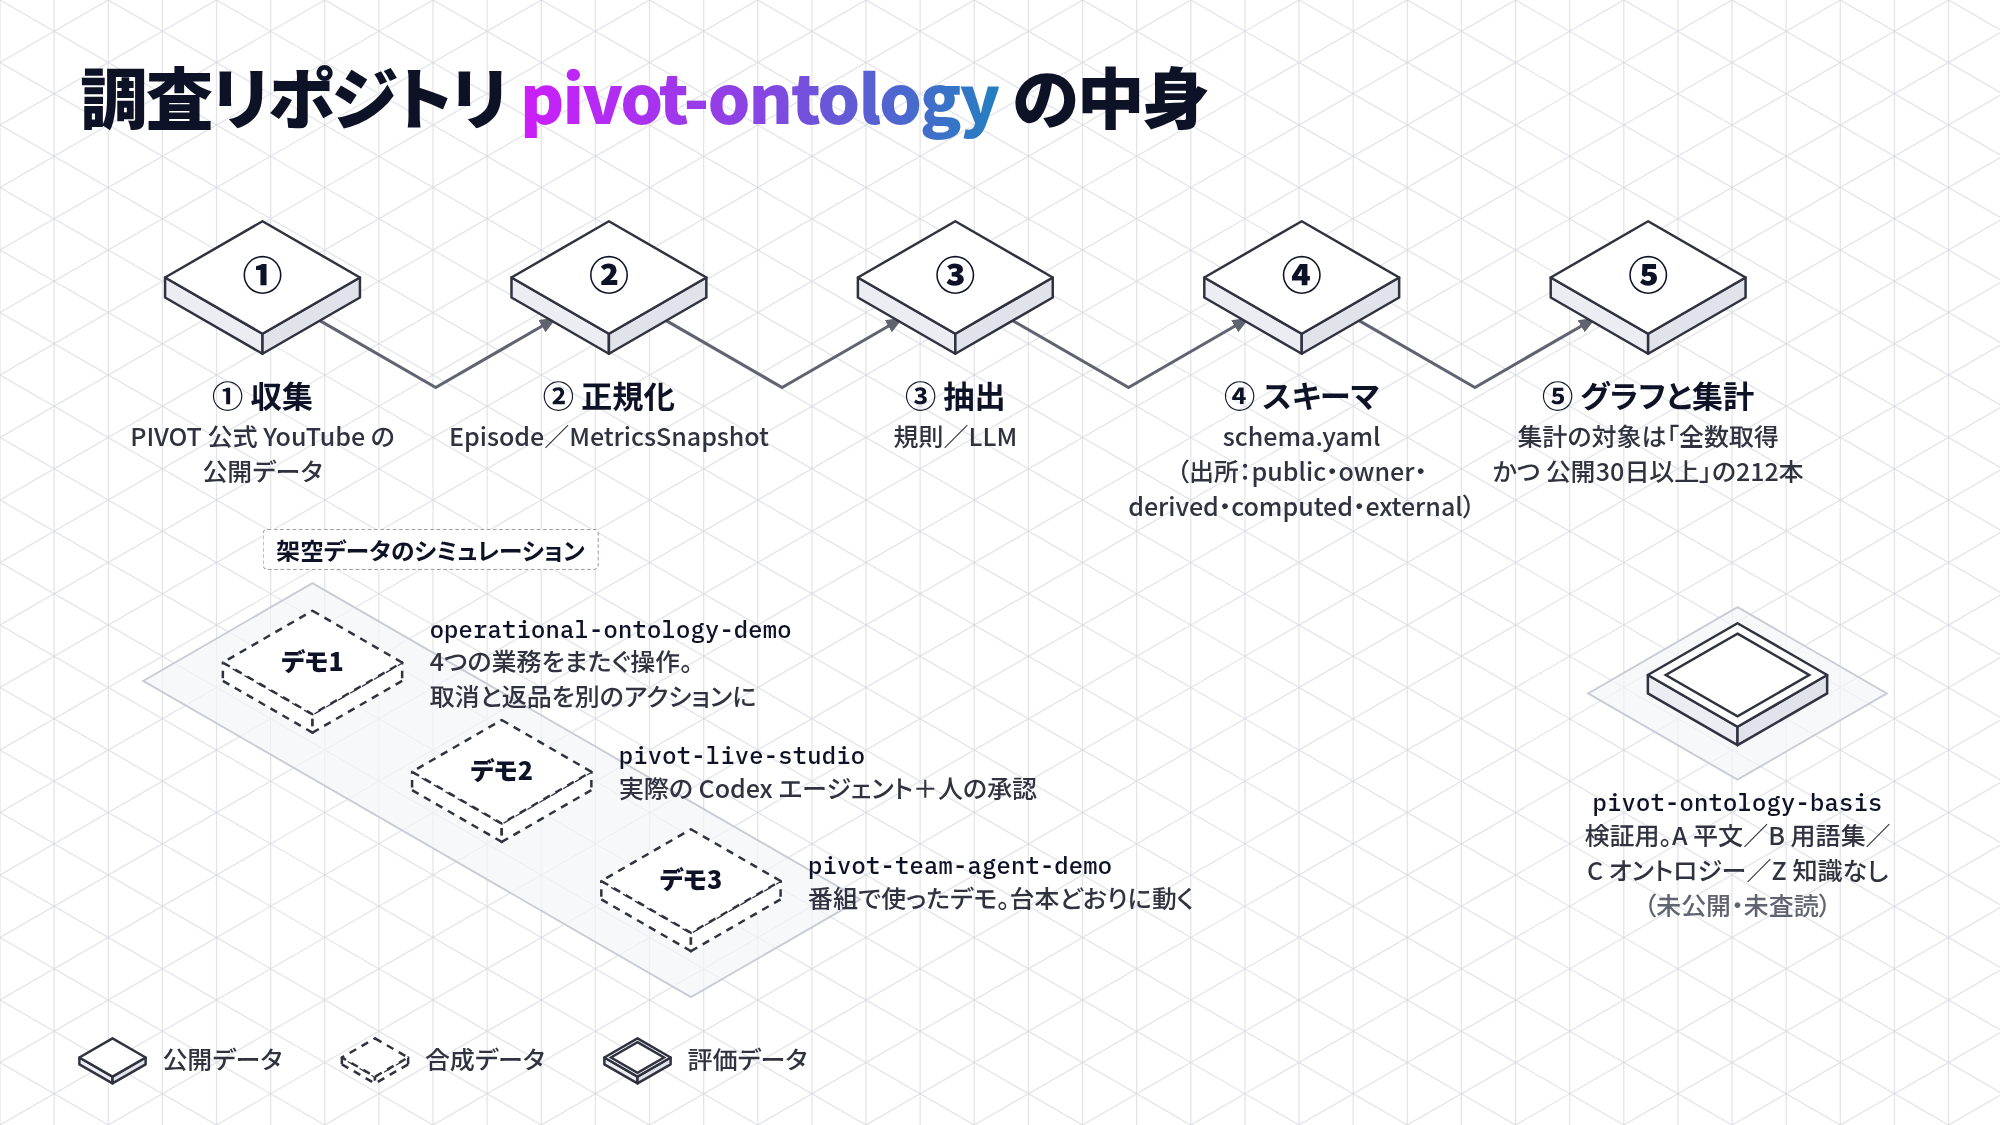 調査リポジトリ pivot-ontology の中身
①
②
③
④
⑤
① 収集
PIVOT 公式 YouTube の
公開データ
② 正規化
Episode／MetricsSnapshot
③ 抽出
規則／LLM
④ スキーマ
schema.yaml
（出所：public・owner・
derived・computed・external）
⑤ グラフと集計
集計の対象は「全数取得
かつ 公開30日以上」の212本
架空データのシミュレーション
デモ1
operational-ontology-demo
4つの業務をまたぐ操作。
取消と返品を別のアクションに
デモ2
pivot-live-studio
実際の Codex エージェント＋人の承認
デモ3
pivot-team-agent-demo
番組で使ったデモ。台本どおりに動く
pivot-ontology-basis
検証用。A 平文／B 用語集／
C オントロジー／Z 知識なし
（未公開・未査読）
公開データ
合成データ
評価データ